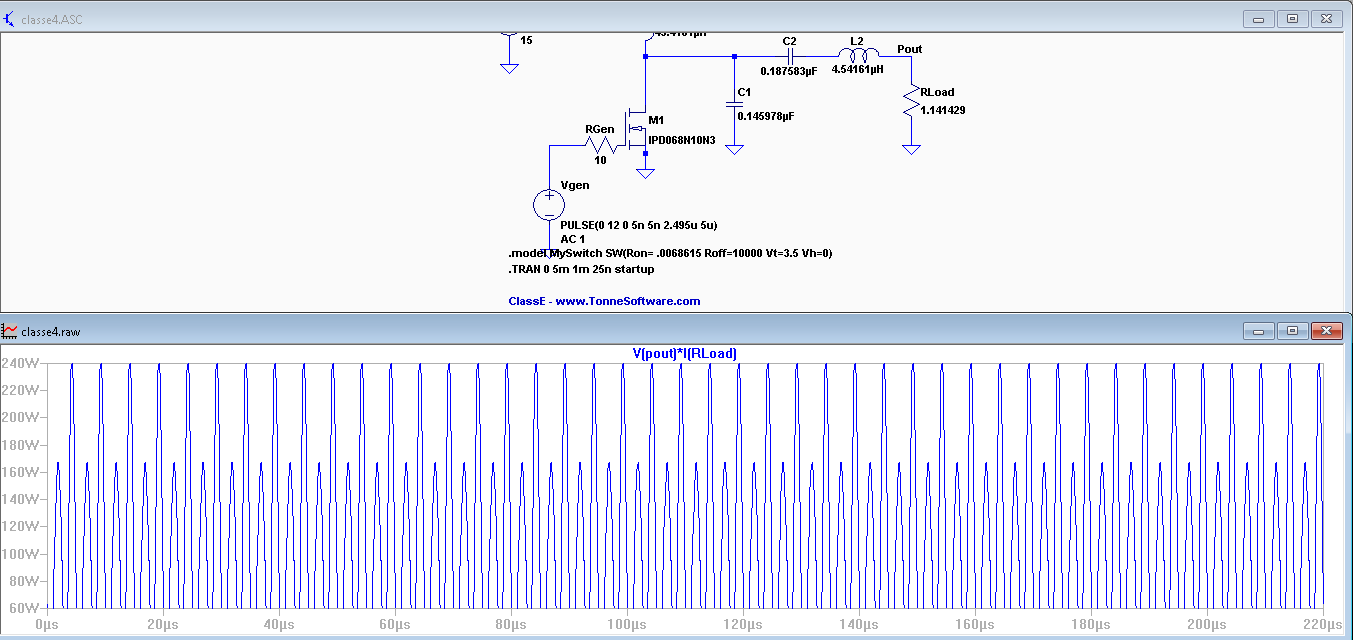 classe4.ASC
15
C2
L2
Pout
0.187583µF
4.54161µH
C1
RLoad
0.145978µF
1.141429
M1
RGen
IPD068N10N3
10
Vgen
PULSE(0 12 0 5n 5n 2.495u 5u)
AC 1
.model MySwitch SW(Ron= .0068615 Roff=10000 Vt=3.5 Vh=0)
.TRAN 0 5m 1m 25n startup
ClassE - www.TonneSoftware.com
classe4.raw
V(pout)*I(RLoad)
240W
220W
200W
180W
160W
140W
120W
100W
80W
60W
0µs 20µs 40µs 60µs 80µs 100µs 120µs 140µs 160µs 180µs 200µs 220µs